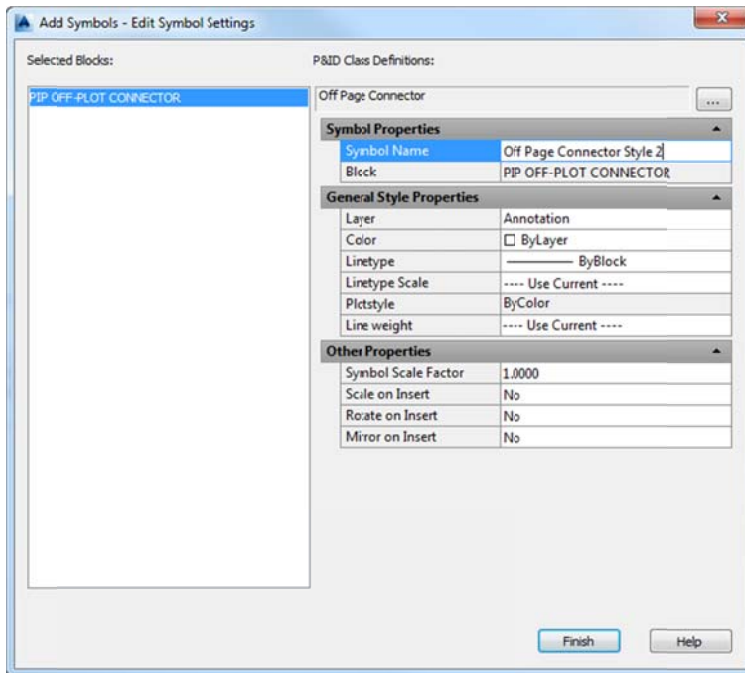 Add Symbols - Edit Symbol Settings
Selected Blocks:
P&ID Class Definitions:
PIP OFF-PLOT CONNECTOR
Off Page Connector
...
Symbol Properties
Symbol Name Off Page Connector Style 2
Block PIP OFF-PLOT CONNECTOR
General Style Properties
Layer Annotation
Color ByLayer
Linetype ByBlock
Linetype Scale ---- Use Current ----
Plotstyle ByColor
Line weight ---- Use Current ----
Other Properties
Symbol Scale Factor 1.0000
Scale on Insert No
Rotate on Insert No
Mirror on Insert No
Finish Help